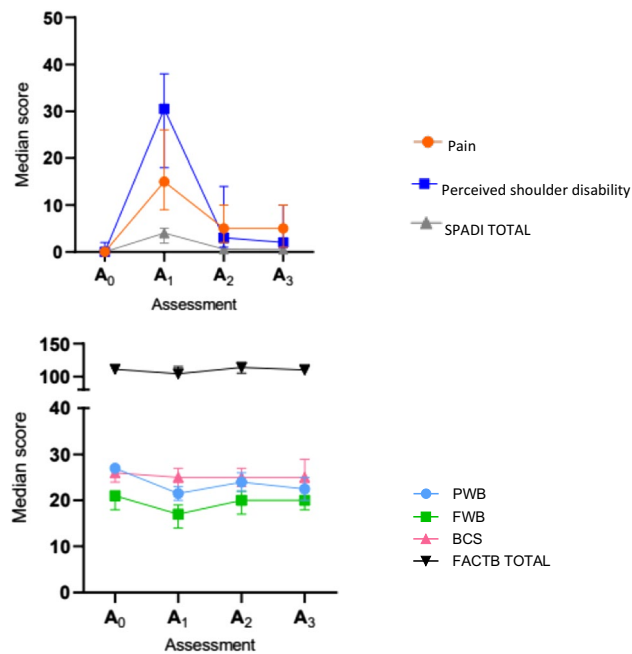 50
40
30
20
10
0
Median score
A0 A1 A2 A3
Assessment
Pain
Perceived shoulder disability
SPADI TOTAL
150
100
40
30
20
10
0
Median score
A0 A1 A2 A3
Assessment
PWB
FWB
BCS
FACTB TOTAL